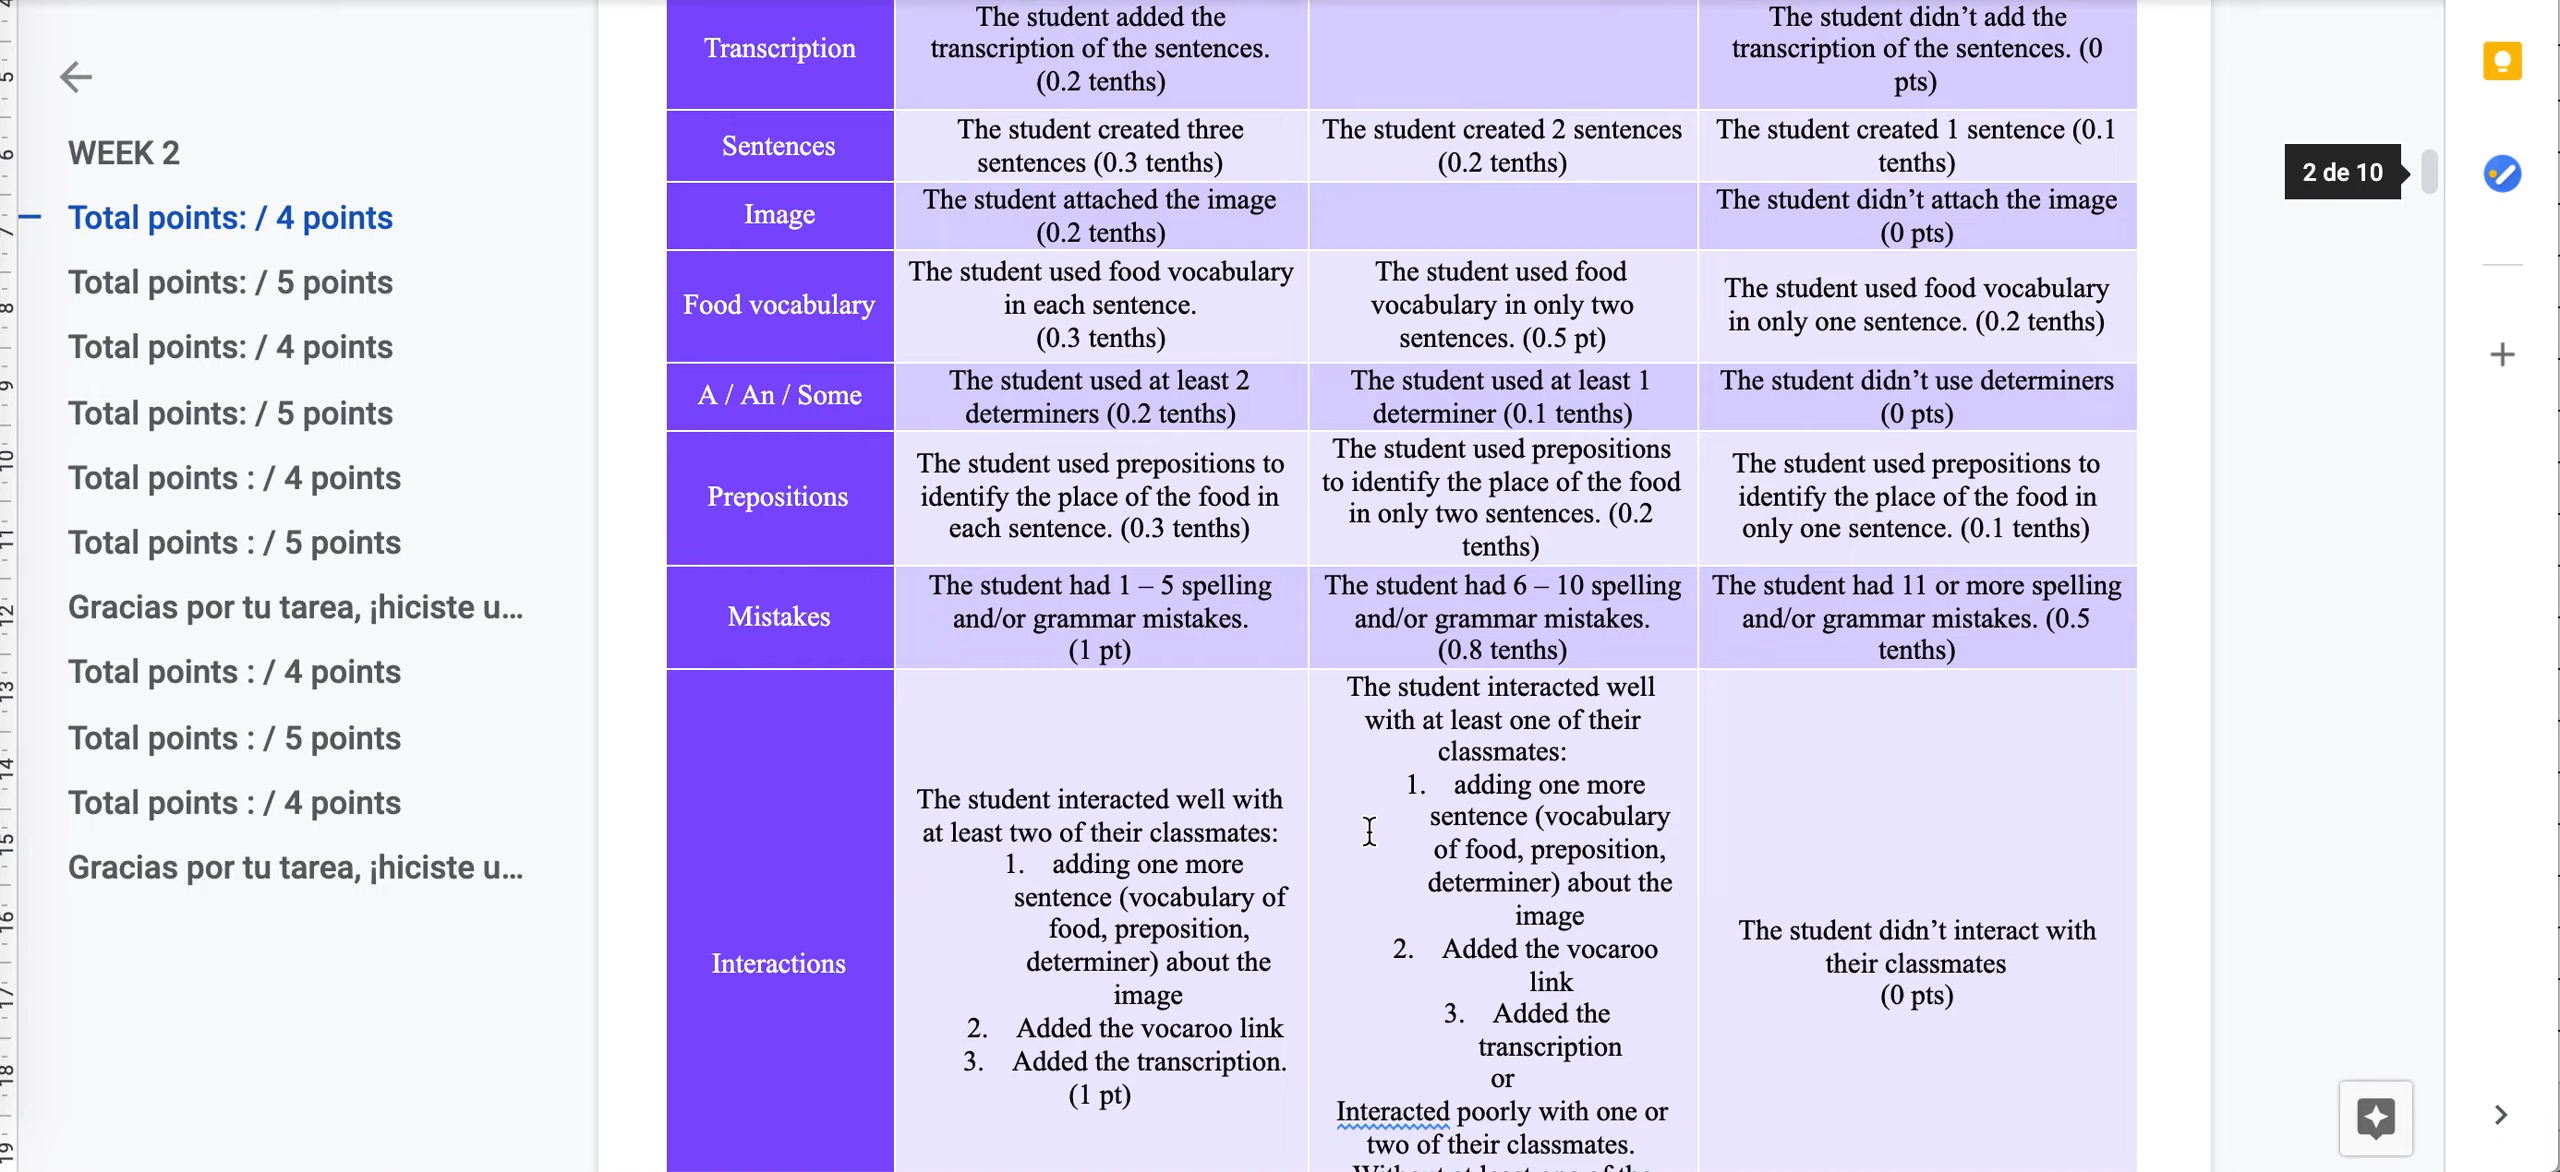 WEEK 2
Total points: / 4 points
Total points: / 5 points
Total points: / 4 points
Total points: / 5 points
Total points : / 4 points
Total points : / 5 points
Gracias por tu tarea, ¡hiciste u...
Total points : / 4 points
Total points : / 5 points
Total points : / 4 points
Gracias por tu tarea, ¡hiciste u...
5
6
7
8
9
10
11
12
13
14
15
16
17
18
19
Transcription
The student added the
transcription of the sentences.
(0.2 tenths)
The student didn’t add the
transcription of the sentences. (0
pts)
Sentences
The student created three
sentences (0.3 tenths)
The student created 2 sentences
(0.2 tenths)
The student created 1 sentence (0.1
tenths)
Image
The student attached the image
(0.2 tenths)
The student didn’t attach the image
(0 pts)
Food vocabulary
The student used food vocabulary
in each sentence.
(0.3 tenths)
The student used food
vocabulary in only two
sentences. (0.5 pt)
The student used food vocabulary
in only one sentence. (0.2 tenths)
A / An / Some
The student used at least 2
determiners (0.2 tenths)
The student used at least 1
determiner (0.1 tenths)
The student didn’t use determiners
(0 pts)
Prepositions
The student used prepositions to
identify the place of the food in
each sentence. (0.3 tenths)
The student used prepositions
to identify the place of the food
in only two sentences. (0.2
tenths)
The student used prepositions to
identify the place of the food in
only one sentence. (0.1 tenths)
Mistakes
The student had 1 – 5 spelling
and/or grammar mistakes.
(1 pt)
The student had 6 – 10 spelling
and/or grammar mistakes.
(0.8 tenths)
The student had 11 or more spelling
and/or grammar mistakes. (0.5
tenths)
Interactions
The student interacted well with
at least two of their classmates:
1. adding one more
sentence (vocabulary of
food, preposition,
determiner) about the
image
2. Added the vocaroo link
3. Added the transcription.
(1 pt)
The student interacted well
with at least one of their
classmates:
1. adding one more
sentence (vocabulary
of food, preposition,
determiner) about the
image
2. Added the vocaroo
link
3. Added the
transcription
or
Interacted poorly with one or
two of their classmates.
The student didn’t interact with
their classmates
(0 pts)
2 de 10